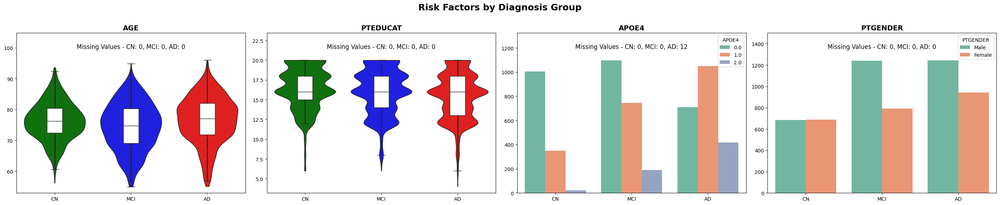 Risk Factors by Diagnosis Group
AGE
Missing Values - CN: 0, MCI: 0, AD: 0
100
90
80
70
60
CN
MCI
AD
PTEDUCAT
Missing Values - CN: 0, MCI: 0, AD: 0
22.5
20.0
17.5
15.0
12.5
10.0
7.5
5.0
CN
MCI
AD
APOE4
Missing Values - CN: 0, MCI: 0, AD: 12
APOE4
0.0
1.0
2.0
1200
1000
800
600
400
200
0
CN
MCI
AD
PTGENDER
Missing Values - CN: 0, MCI: 0, AD: 0
PTGENDER
Male
Female
1400
1200
1000
800
600
400
200
0
CN
MCI
AD